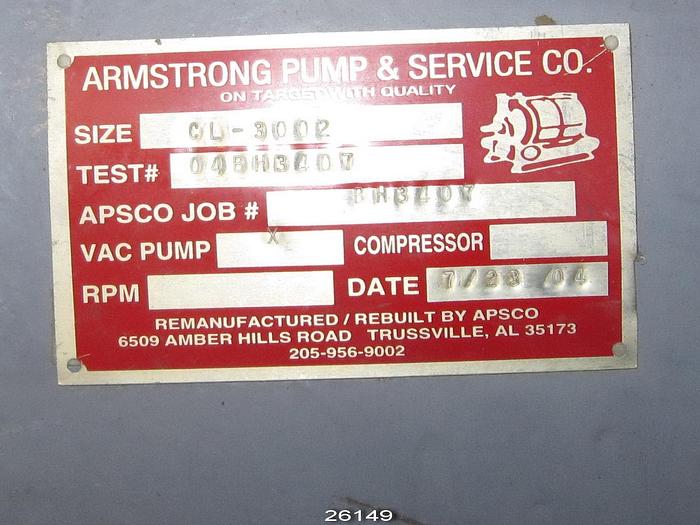 ARMSTRONG PUMP & SERVICE CO.
ON TARGET WITH QUALITY
SIZE CL-3002
TEST# 04BH3407
APSCO JOB # BH3407
VAC PUMP X COMPRESSOR
RPM DATE 7/23/04
REMANUFACTURED / REBUILT BY APSCO
6509 AMBER HILLS ROAD TRUSSVILLE, AL 35173
205-956-9002
26149